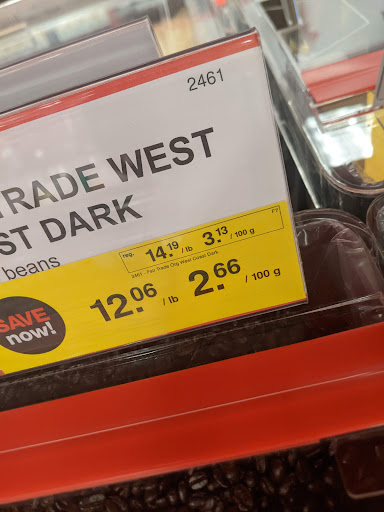 2461
TRADE WEST
ST DARK
beans
reg. 14.19 / lb 3.13 / 100 g
FY
2461 - Fair Trade Org West Coast Dark
SAVE now!
12.06 / lb 2.66 / 100 g